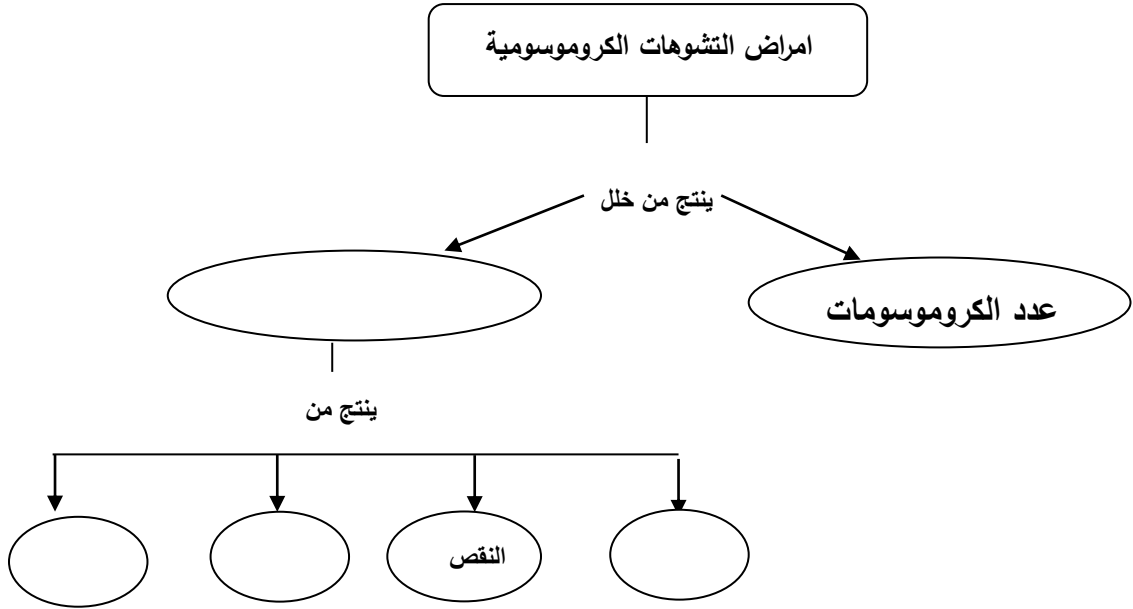 امراض التشوهات الكروموسومية
ينتج من خلل
عدد الكروموسومات
ينتج من
النقص